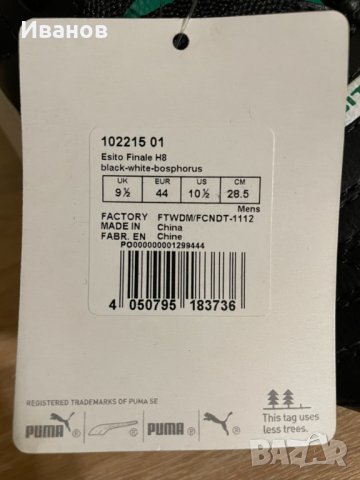 Иванов
102215 01
Esito Finale H8
black-white-bosphorus
UK EUR US CM
9½ 44 10½ 28.5
Mens
FACTORY FTWDM/FCNDT-1112
MADE IN China
FABR. EN Chine
PO000000001299444
4 050795 183736
REGISTERED TRADEMARKS OF PUMA SE
PUMA® ® PUMA® ®
This tag uses
less trees.
bazar.bg